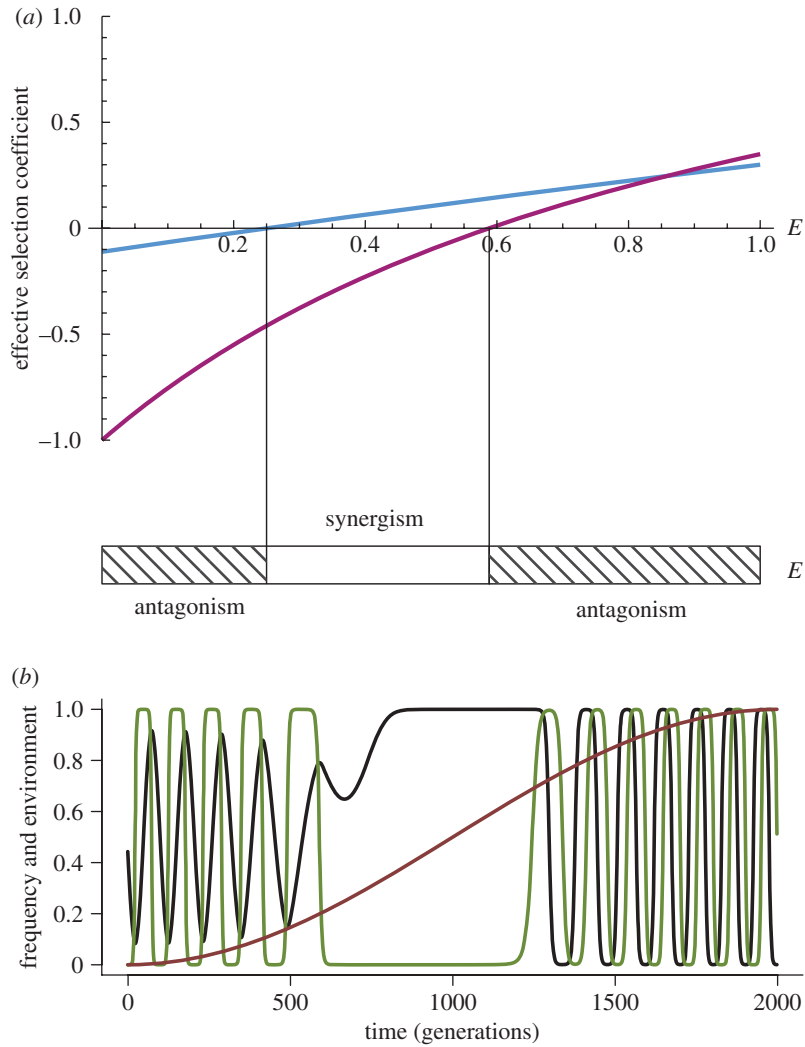 (a)
1.0
0.5
0
−0.5
−1.0
effective selection coefficient
0.2
0.4
0.6
0.8
1.0
E
synergism
E
antagonism
antagonism
(b)
1.0
0.8
0.6
0.4
0.2
0
frequency and environment
0
500
1000
1500
2000
time (generations)